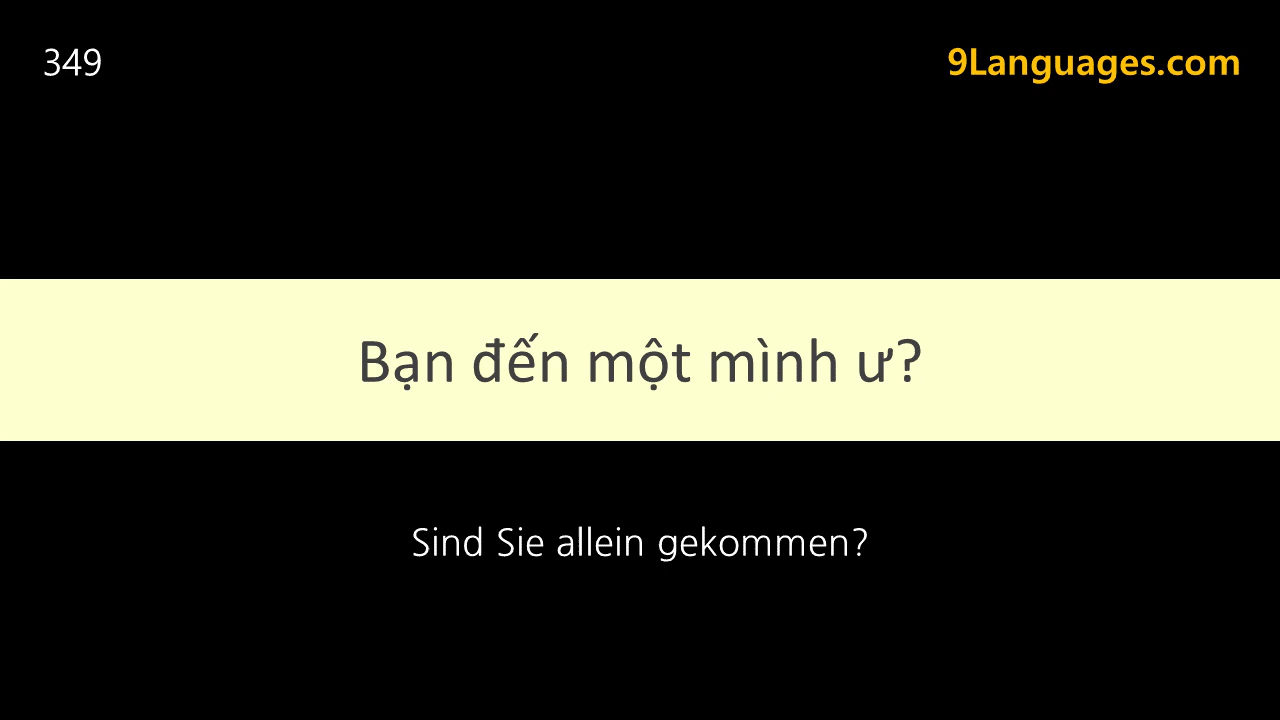 349
9Languages.com
Bạn đến một mình ư?
Sind Sie allein gekommen?